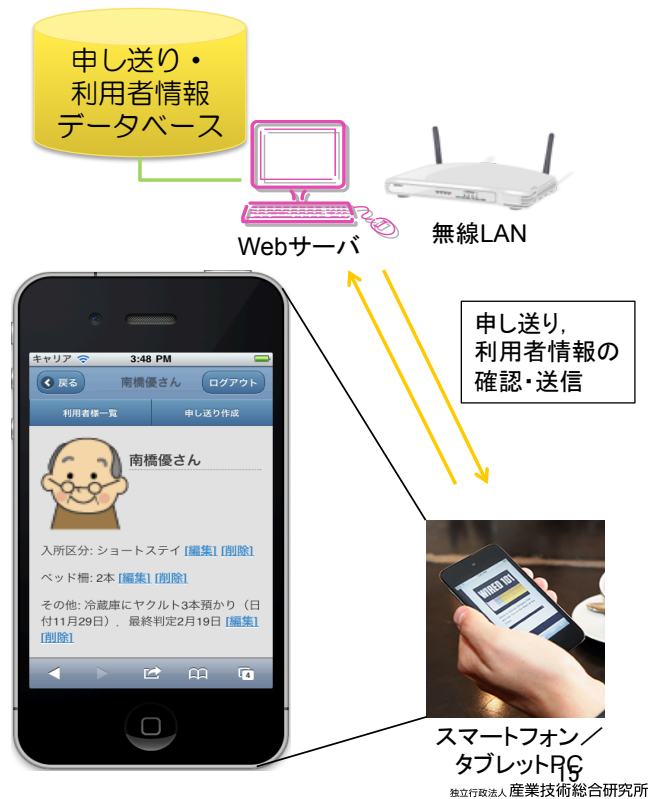 申し送り・
利用者情報
データベース
Webサーバ
無線LAN
申し送り,
利用者情報の
確認・送信
キャリア 3:48 PM
戻る 南橋優さん ログアウト
利用者様一覧 申し送り作成
南橋優さん
入所区分: ショートステイ [編集] [削除]
ベッド柵: 2本 [編集] [削除]
その他: 冷蔵庫にヤクルト3本預かり（日
付11月29日）．最終判定2月19日 [編集]
[削除]
4
WIRED 101
スマートフォン／
タブレットPC
15
独立行政法人 産業技術総合研究所